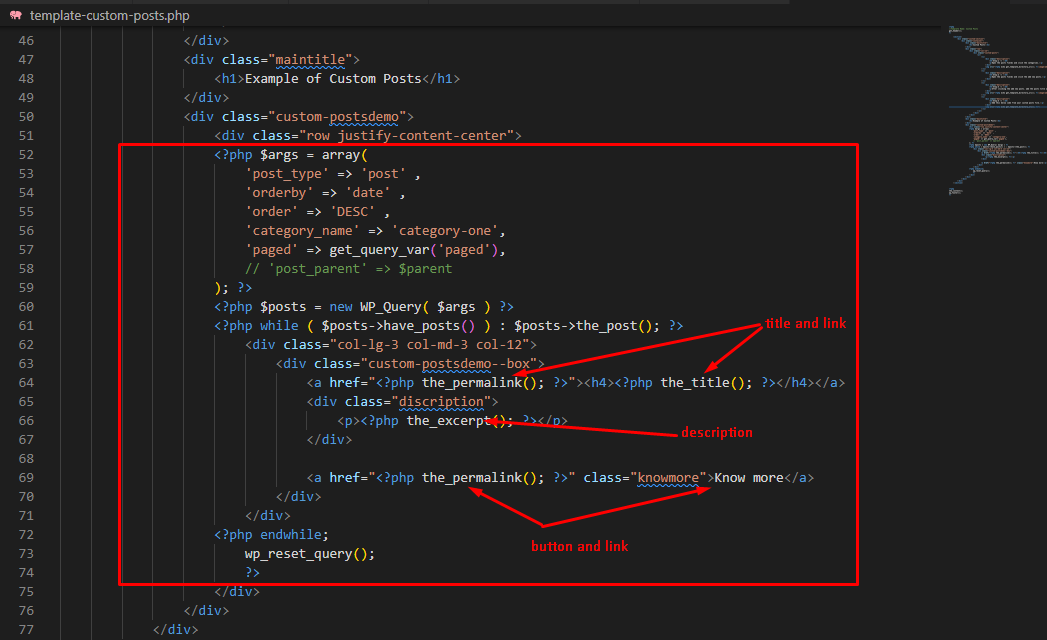 template-custom-posts.php
46 </div>
47 <div class="maintitle">
48 <h1>Example of Custom Posts</h1>
49 </div>
50 <div class="custom-postsdemo">
51 <div class="row justify-content-center">
52 <?php $args = array(
53 'post_type' => 'post' ,
54 'orderby' => 'date' ,
55 'order' => 'DESC' ,
56 'category_name' => 'category-one',
57 'paged' => get_query_var('paged'),
58 // 'post_parent' => $parent
59 ); ?>
60 <?php $posts = new WP_Query( $args ) ?>
61 <?php while ( $posts->have_posts() ) : $posts->the_post(); ?>
title and link
62 <div class="col-lg-3 col-md-3 col-12">
63 <div class="custom-postsdemo--box">
64 <a href="<?php the_permalink(); ?>"><h4><?php the_title(); ?></h4></a>
65 <div class="discription">
66 <p><?php the_excerpt(); ?></p>
description
67 </div>
68
69 <a href="<?php the_permalink(); ?>" class="knowmore">Know more</a>
70 </div>
71 </div>
72 <?php endwhile;
button and link
73 wp_reset_query();
74 ?>
75 </div>
76 </div>
77 </div>